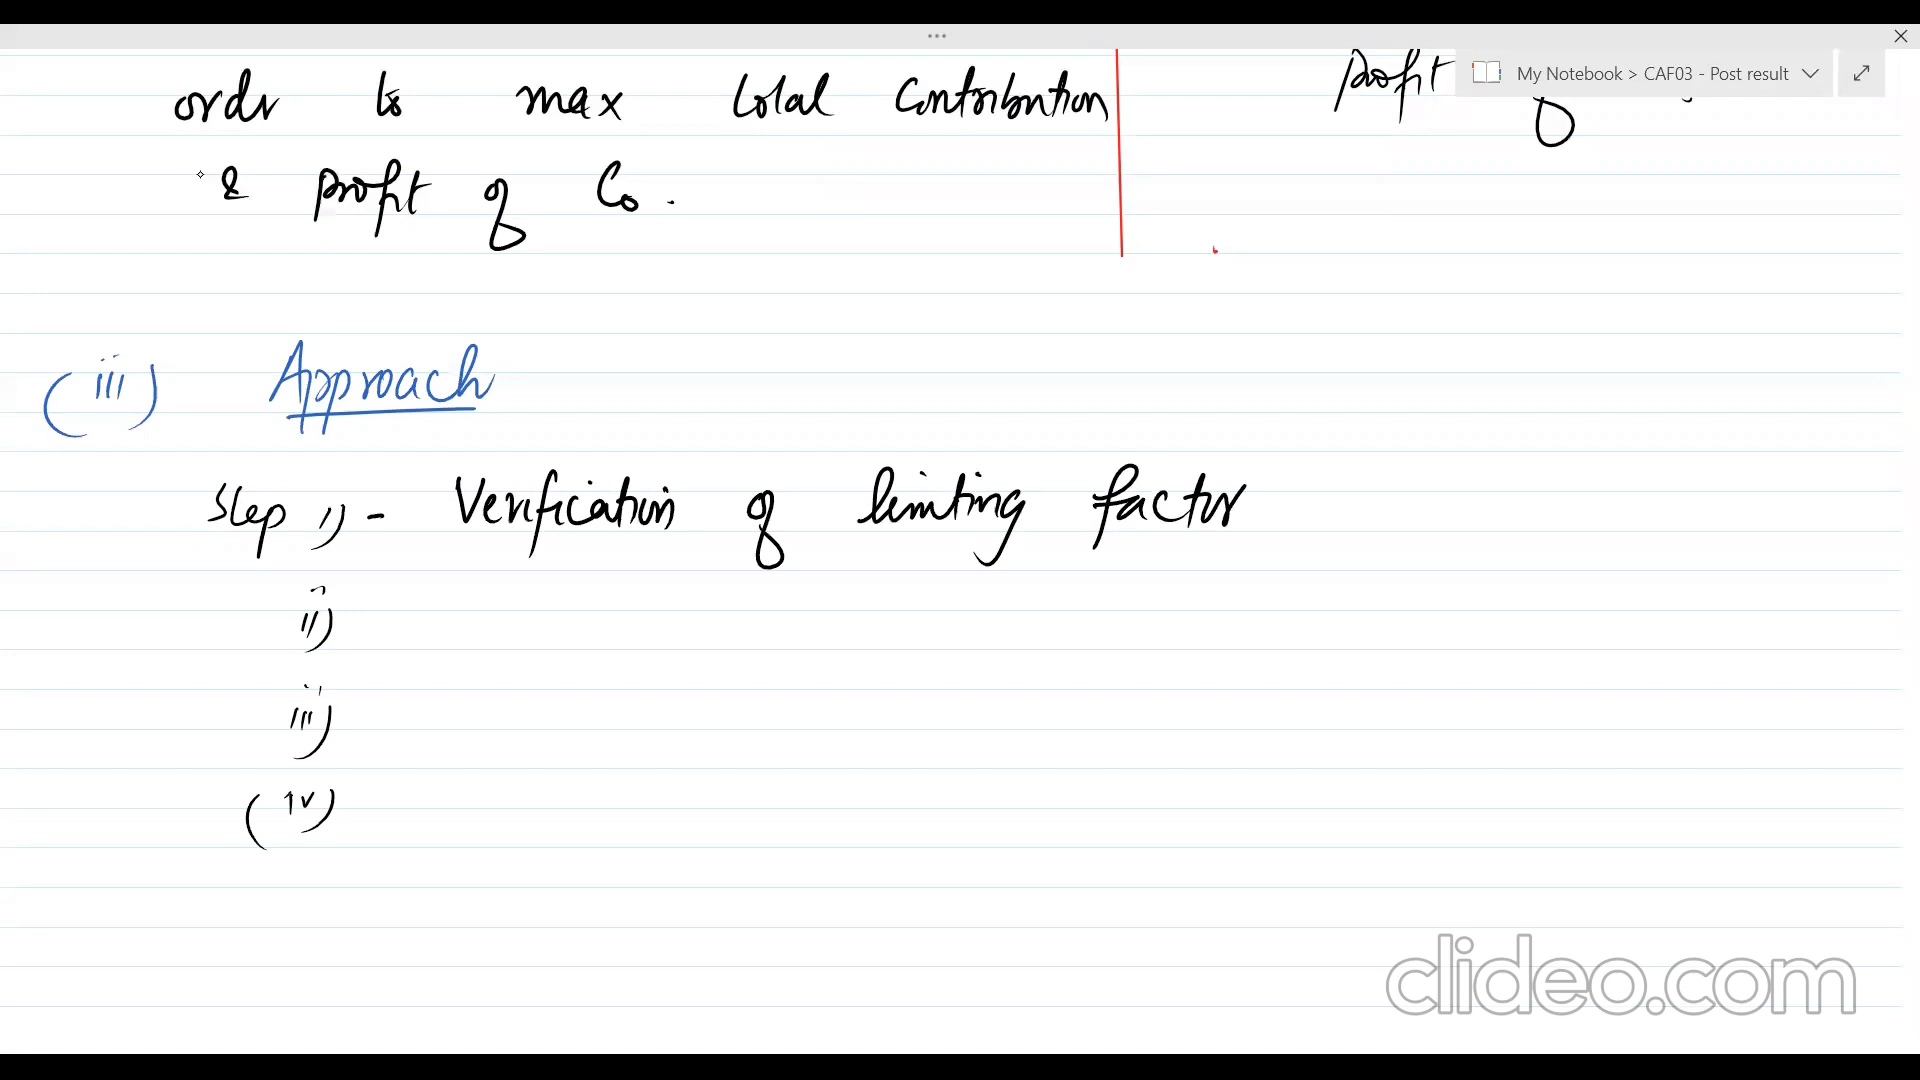 My Notebook > CAF03 - Post result
order to max total Contribution
& profit of Co.
profit
(iii) Approach
Step i) - Verification of limiting factor
ii)
iii)
(iv)
clideo.com